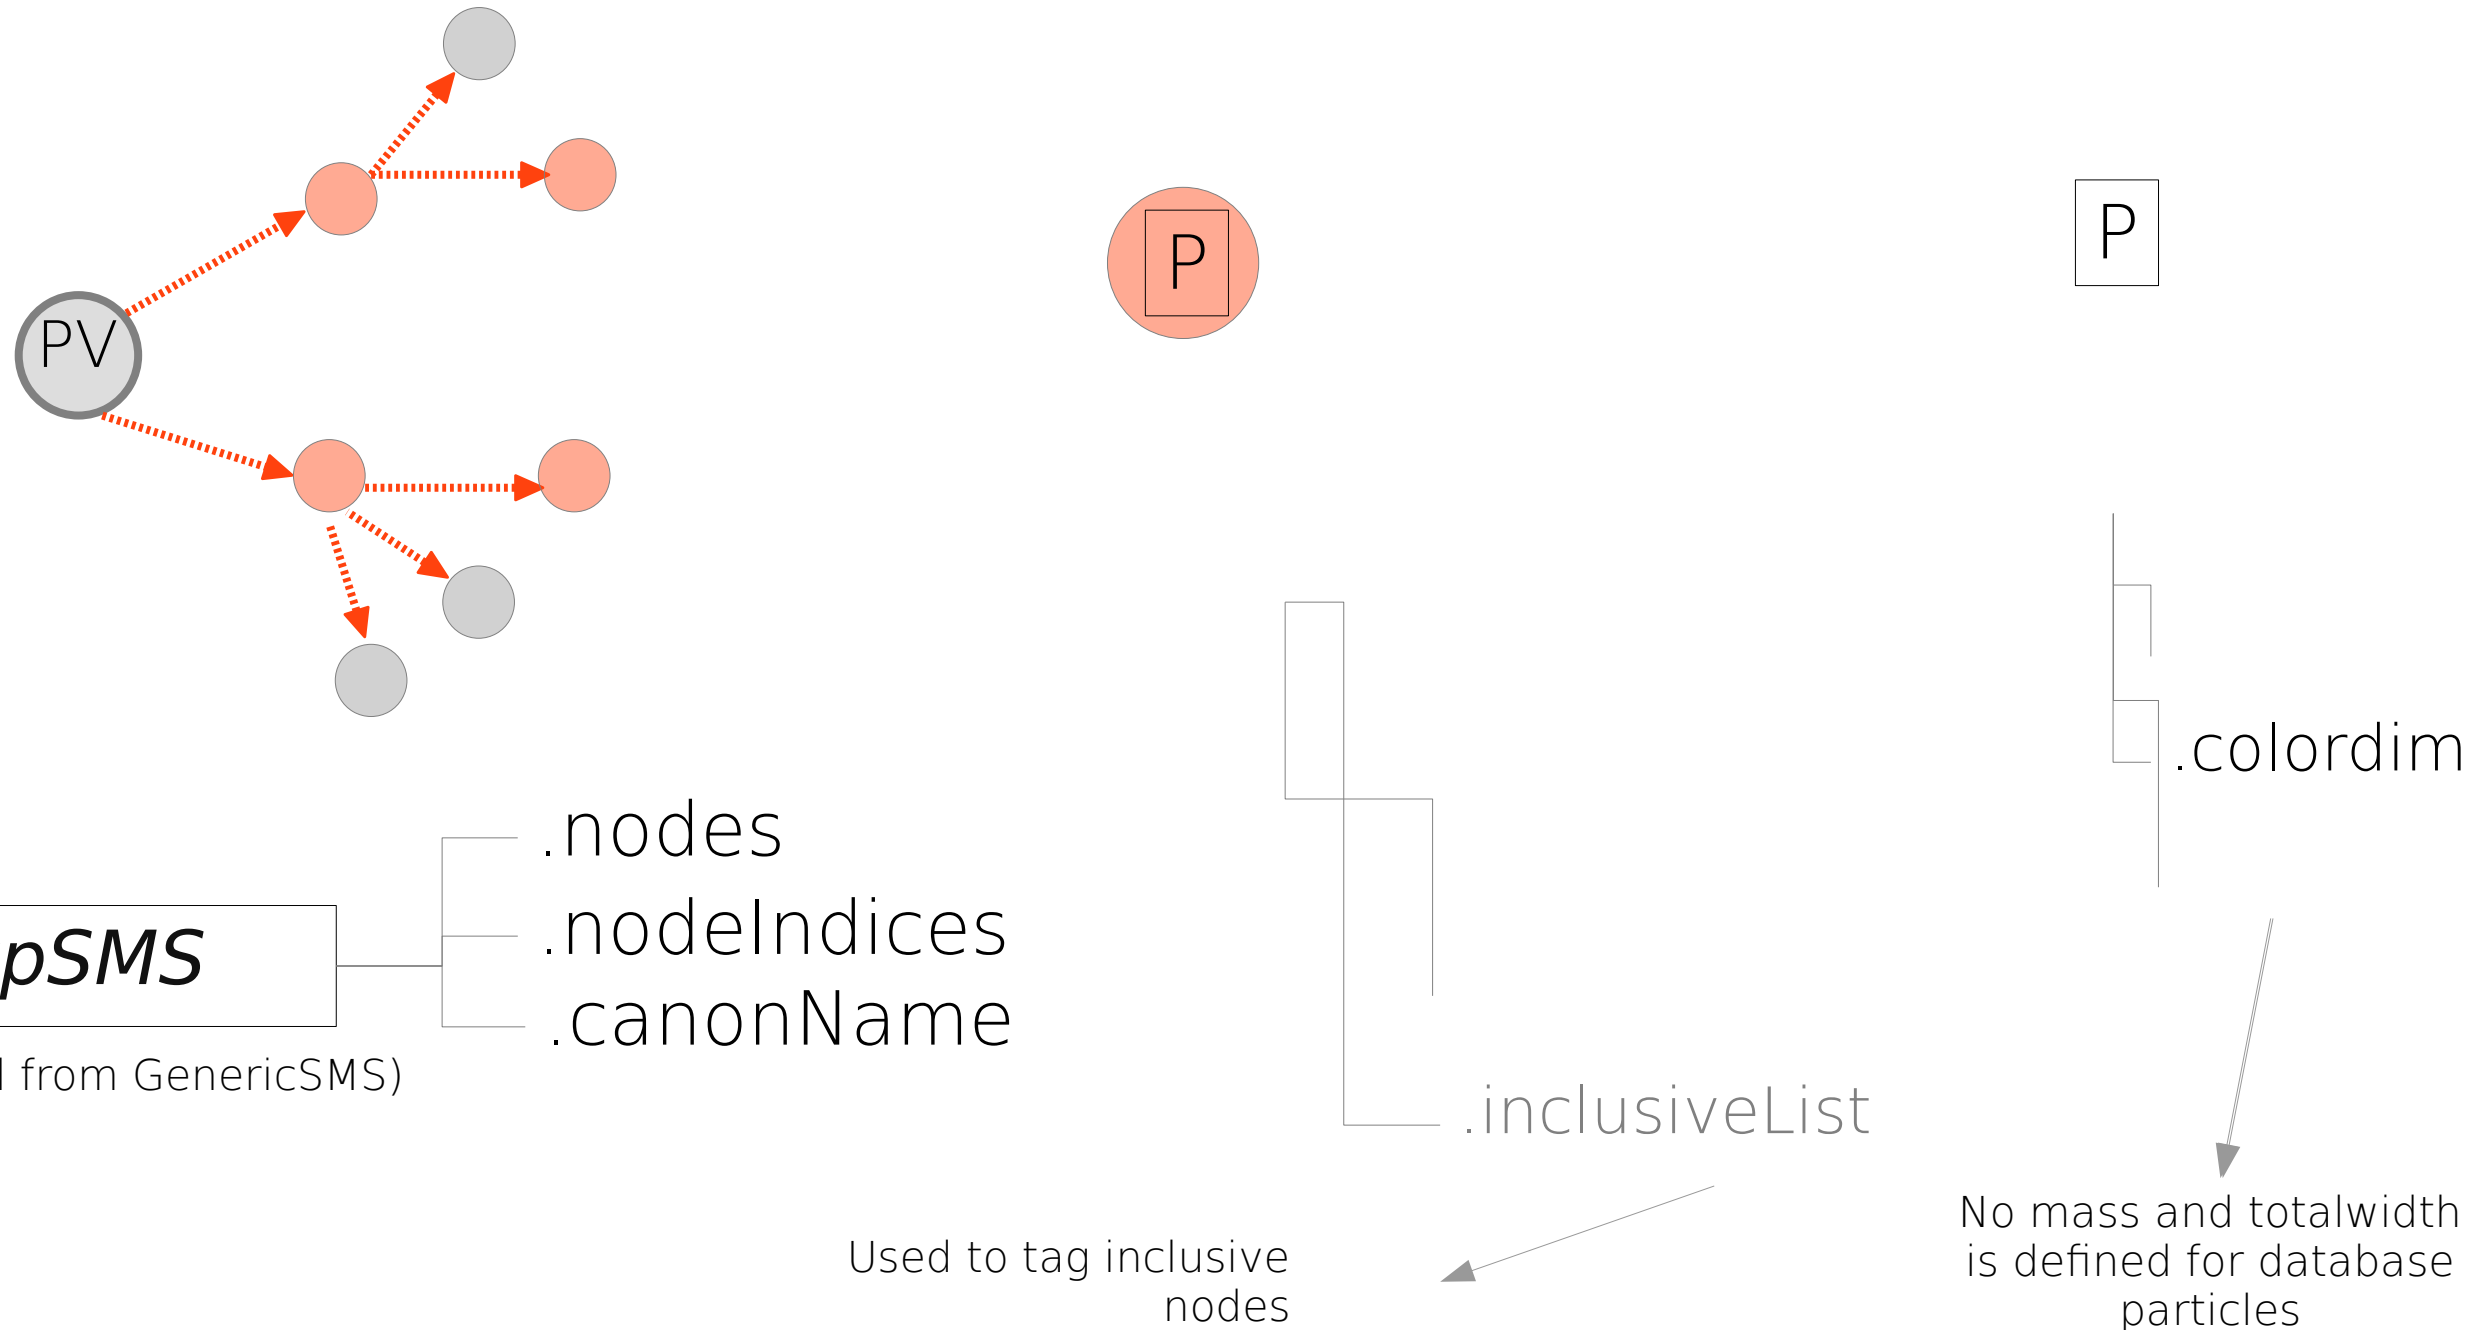 PV
P
P
.colordim
.nodes
.nodeIndices
.canonName
pSMS
from GenericSMS)
.inclusiveList
Used to tag inclusive
nodes
No mass and totalwidth
is defined for database
particles